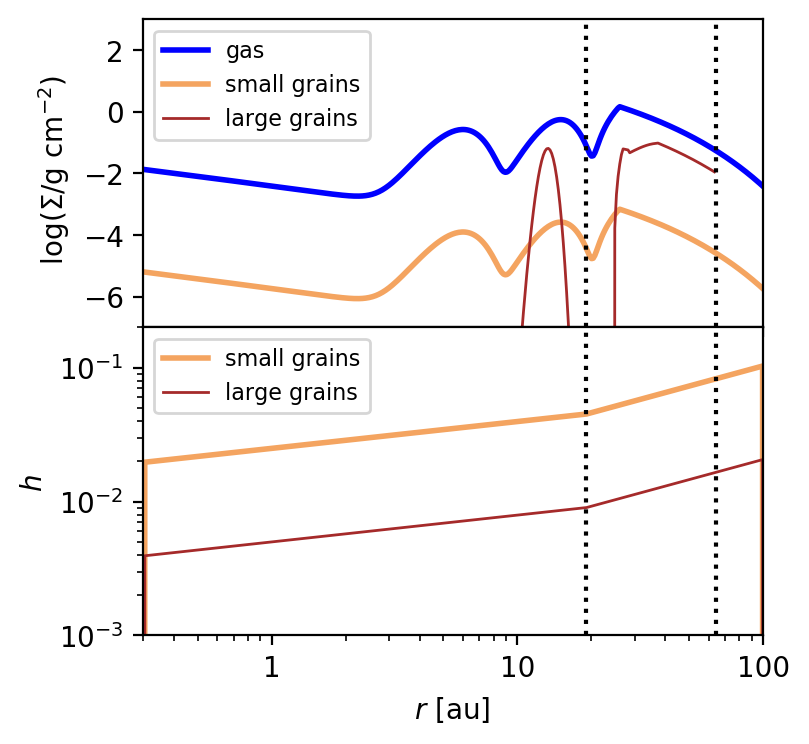 gas
small grains
large grains
log(Σ/g cm⁻²)
2
0
−2
−4
−6
small grains
large grains
h
10⁻¹
10⁻²
10⁻³
1
10
100
r [au]